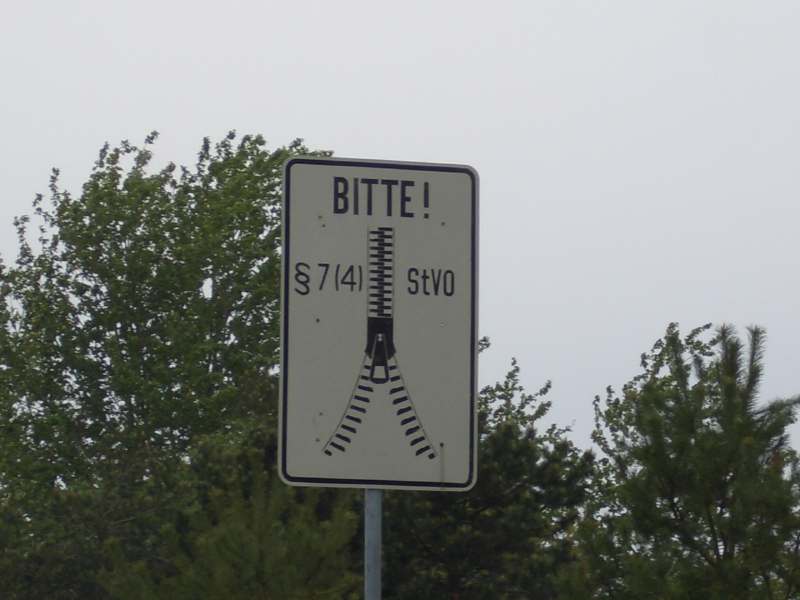 BITTE!
§ 7 (4) StVO